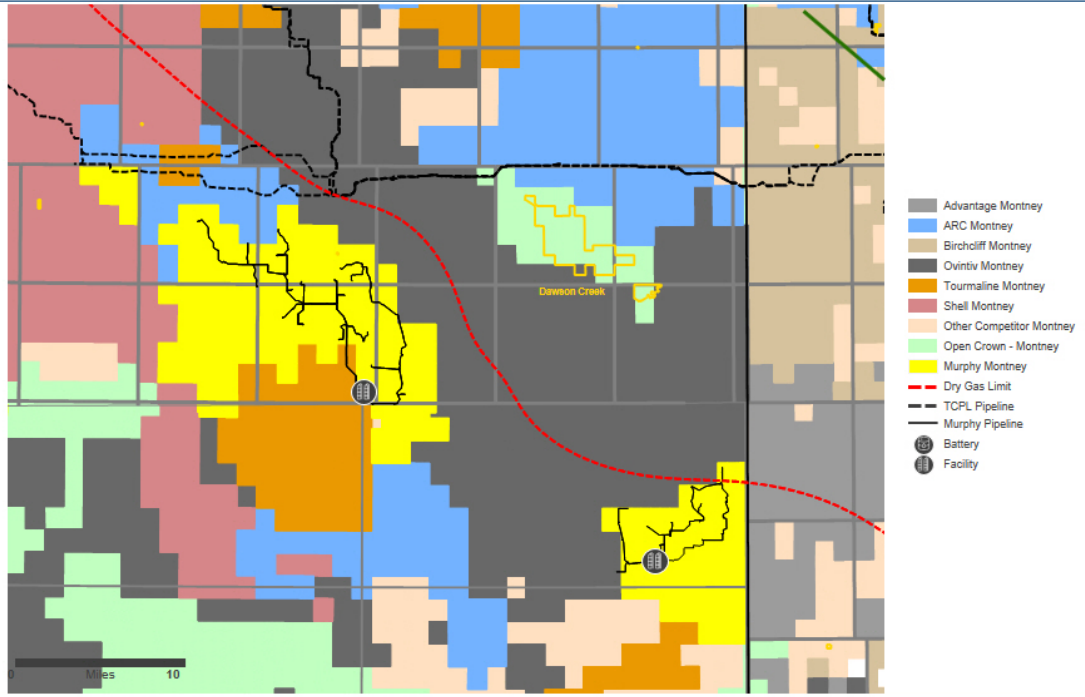 Dawson Creek
0 Miles 10
Advantage Montney
ARC Montney
Birchcliff Montney
Ovintiv Montney
Tourmaline Montney
Shell Montney
Other Competitor Montney
Open Crown - Montney
Murphy Montney
Dry Gas Limit
TCPL Pipeline
Murphy Pipeline
Battery
Facility